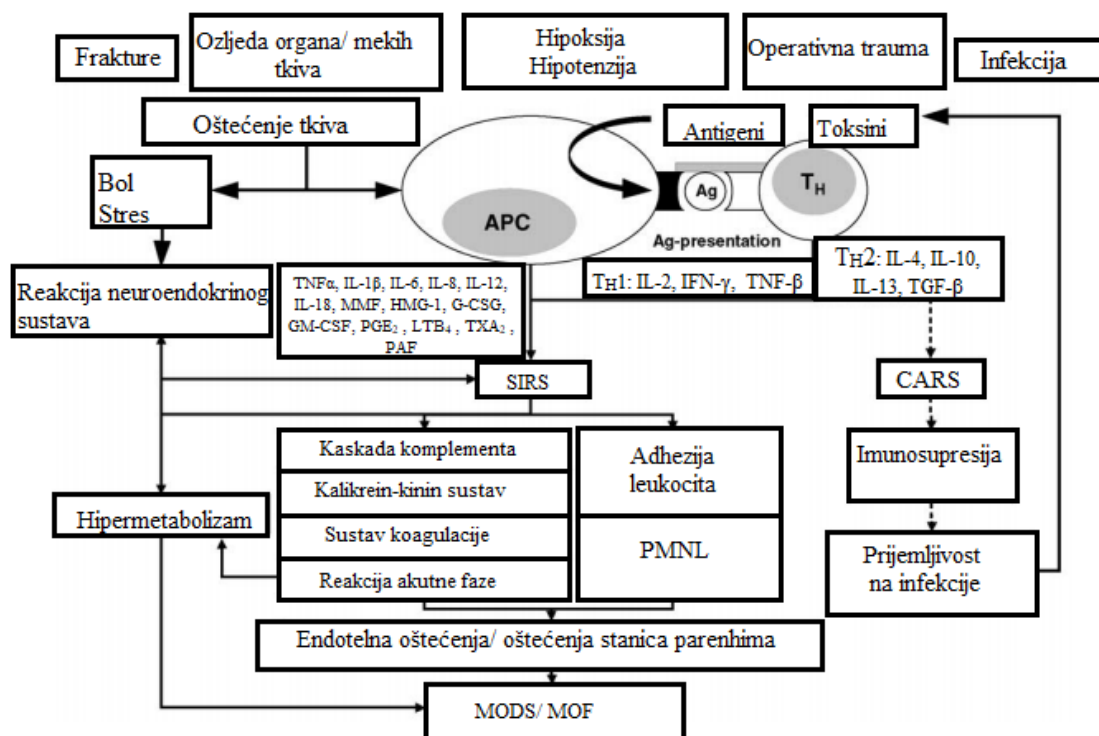 Frakture
Ozljeda organa/ mekih
tkiva
Hipoksija
Hipotenzija
Operativna trauma
Infekcija
Oštećenje tkiva
Antigeni
Toksini
Bol
Stres
APC
Ag
TH
Ag-presentation
Reakcija neuroendokrinog
sustava
TNFα, IL-1β, IL-6, IL-8, IL-12,
IL-18, MMF, HMG-1, G-CSG,
GM-CSF, PGE₂ , LTB₄ , TXA₂ ,
PAF
TH1: IL-2, IFN-γ, TNF-β
TH2: IL-4, IL-10,
IL-13, TGF-β
SIRS
CARS
Kaskada komplementa
Kalikrein-kinin sustav
Sustav koagulacije
Reakcija akutne faze
Adhezija
leukocita
PMNL
Imunosupresija
Hipermetabolizam
Prijemljivost
na infekcije
Endotelna oštećenja/ oštećenja stanica parenhima
MODS/ MOF